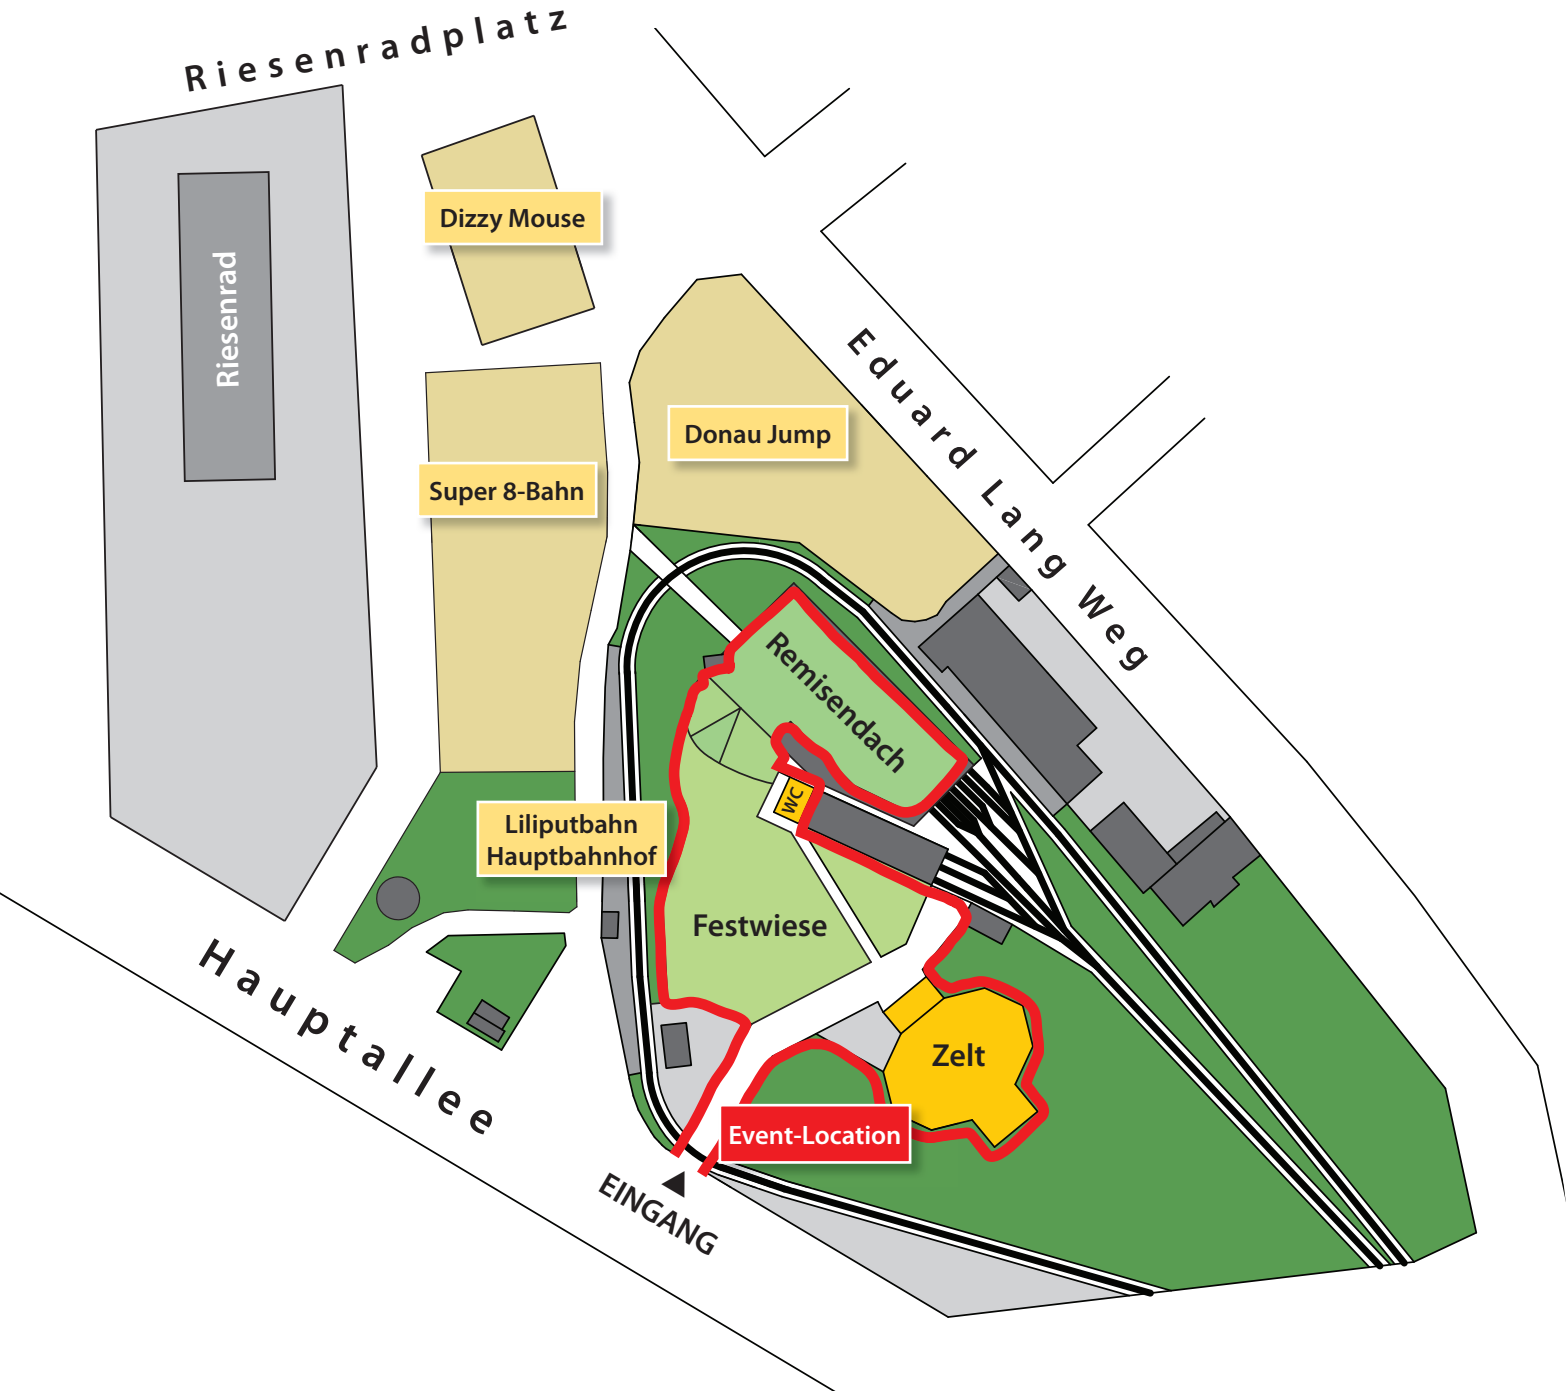 Riesenradplatz
Dizzy Mouse
Riesenrad
Eduard Lang Weg
Donau Jump
Super 8-Bahn
Remisendach
WC
Liliputbahn
Hauptbahnhof
Festwiese
Hauptallee
Zelt
Event-Location
EINGANG